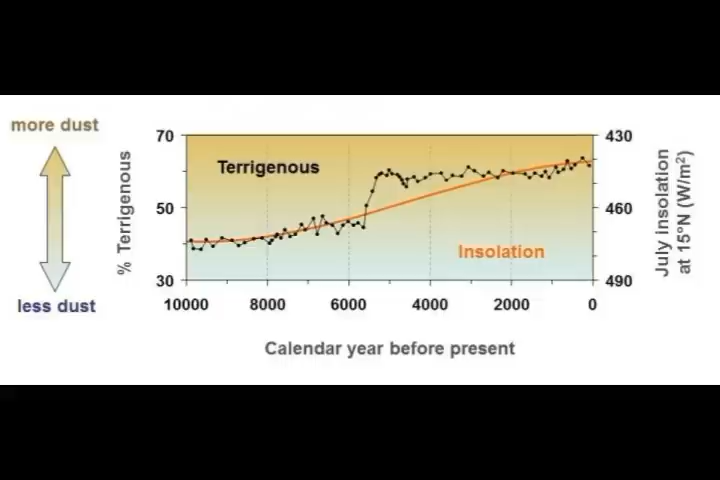 more dust
less dust
% Terrigenous
70
50
30
Terrigenous
Insolation
430
460
490
July insolation
at 15°N (W/m²)
10000 8000 6000 4000 2000 0
Calendar year before present